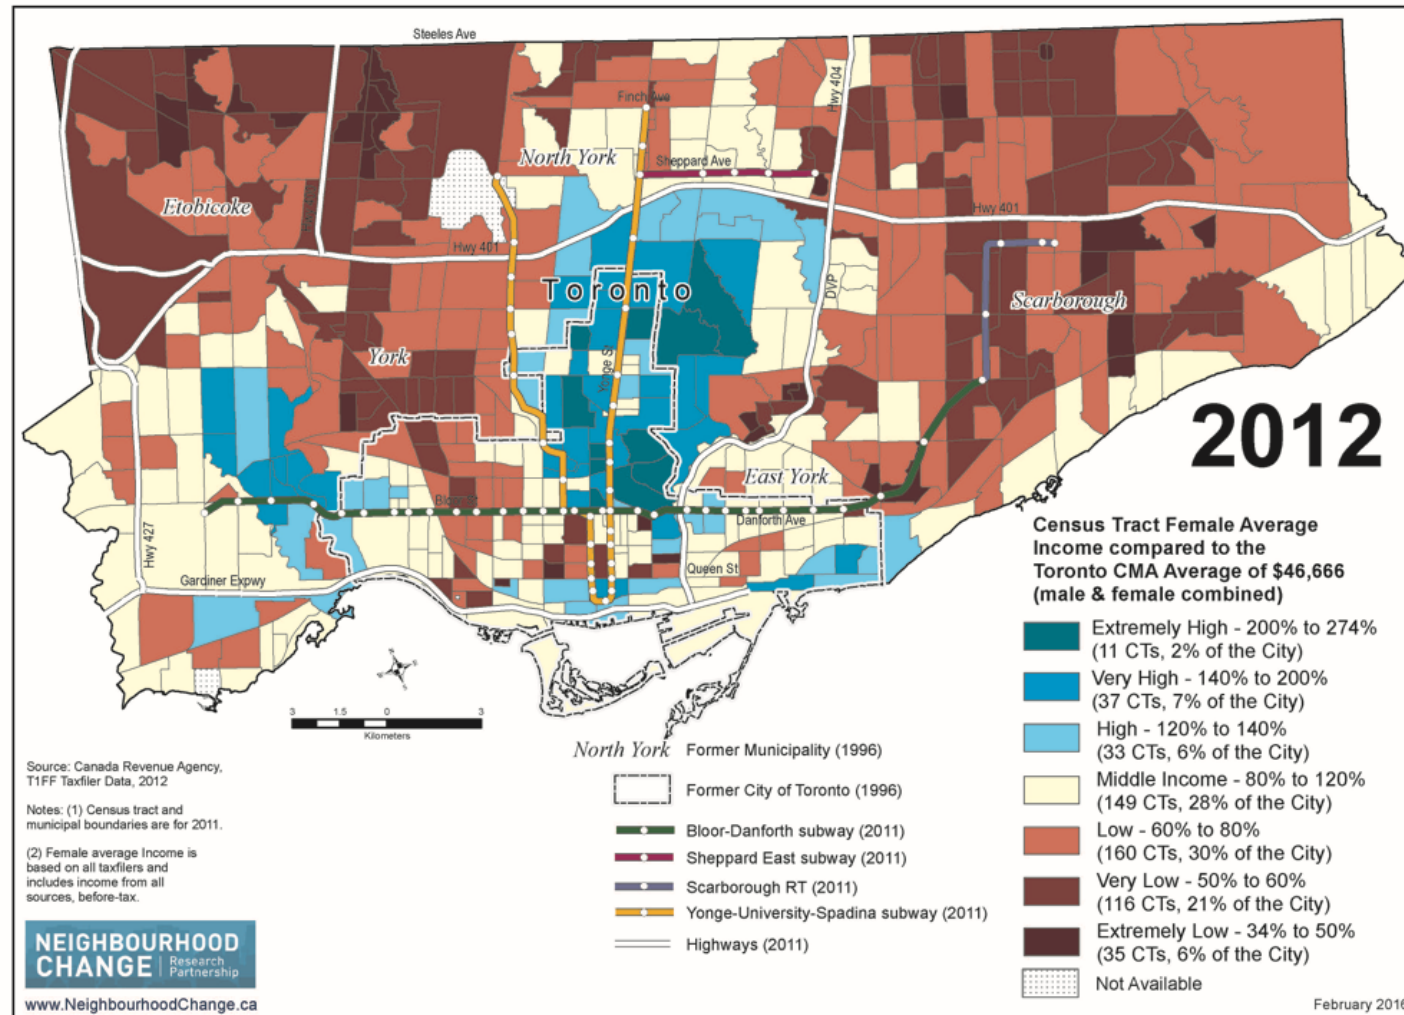 Steeles Ave
Finch Ave
Hwy 404
North York
Sheppard Ave
Etobicoke
Hwy 401
Hwy 401
Toronto
DVP
Scarborough
York
Yonge St
2012
East York
Bloor St
Danforth Ave
Hwy 427
Queen St
Gardiner Expwy
3 1.5 0 3
Kilometers
Census Tract Female Average
Income compared to the
Toronto CMA Average of $46,666
(male & female combined)
Extremely High - 200% to 274%
(11 CTs, 2% of the City)
Very High - 140% to 200%
(37 CTs, 7% of the City)
High - 120% to 140%
(33 CTs, 6% of the City)
Middle Income - 80% to 120%
(149 CTs, 28% of the City)
Low - 60% to 80%
(160 CTs, 30% of the City)
Very Low - 50% to 60%
(116 CTs, 21% of the City)
Extremely Low - 34% to 50%
(35 CTs, 6% of the City)
Not Available
North York Former Municipality (1996)
Former City of Toronto (1996)
Bloor-Danforth subway (2011)
Sheppard East subway (2011)
Scarborough RT (2011)
Yonge-University-Spadina subway (2011)
Highways (2011)
Source: Canada Revenue Agency,
T1FF Taxfiler Data, 2012
Notes: (1) Census tract and
municipal boundaries are for 2011.
(2) Female average Income is
based on all taxfilers and
includes income from all
sources, before-tax.
NEIGHBOURHOOD
CHANGE Research
Partnership
www.NeighbourhoodChange.ca
February 2016